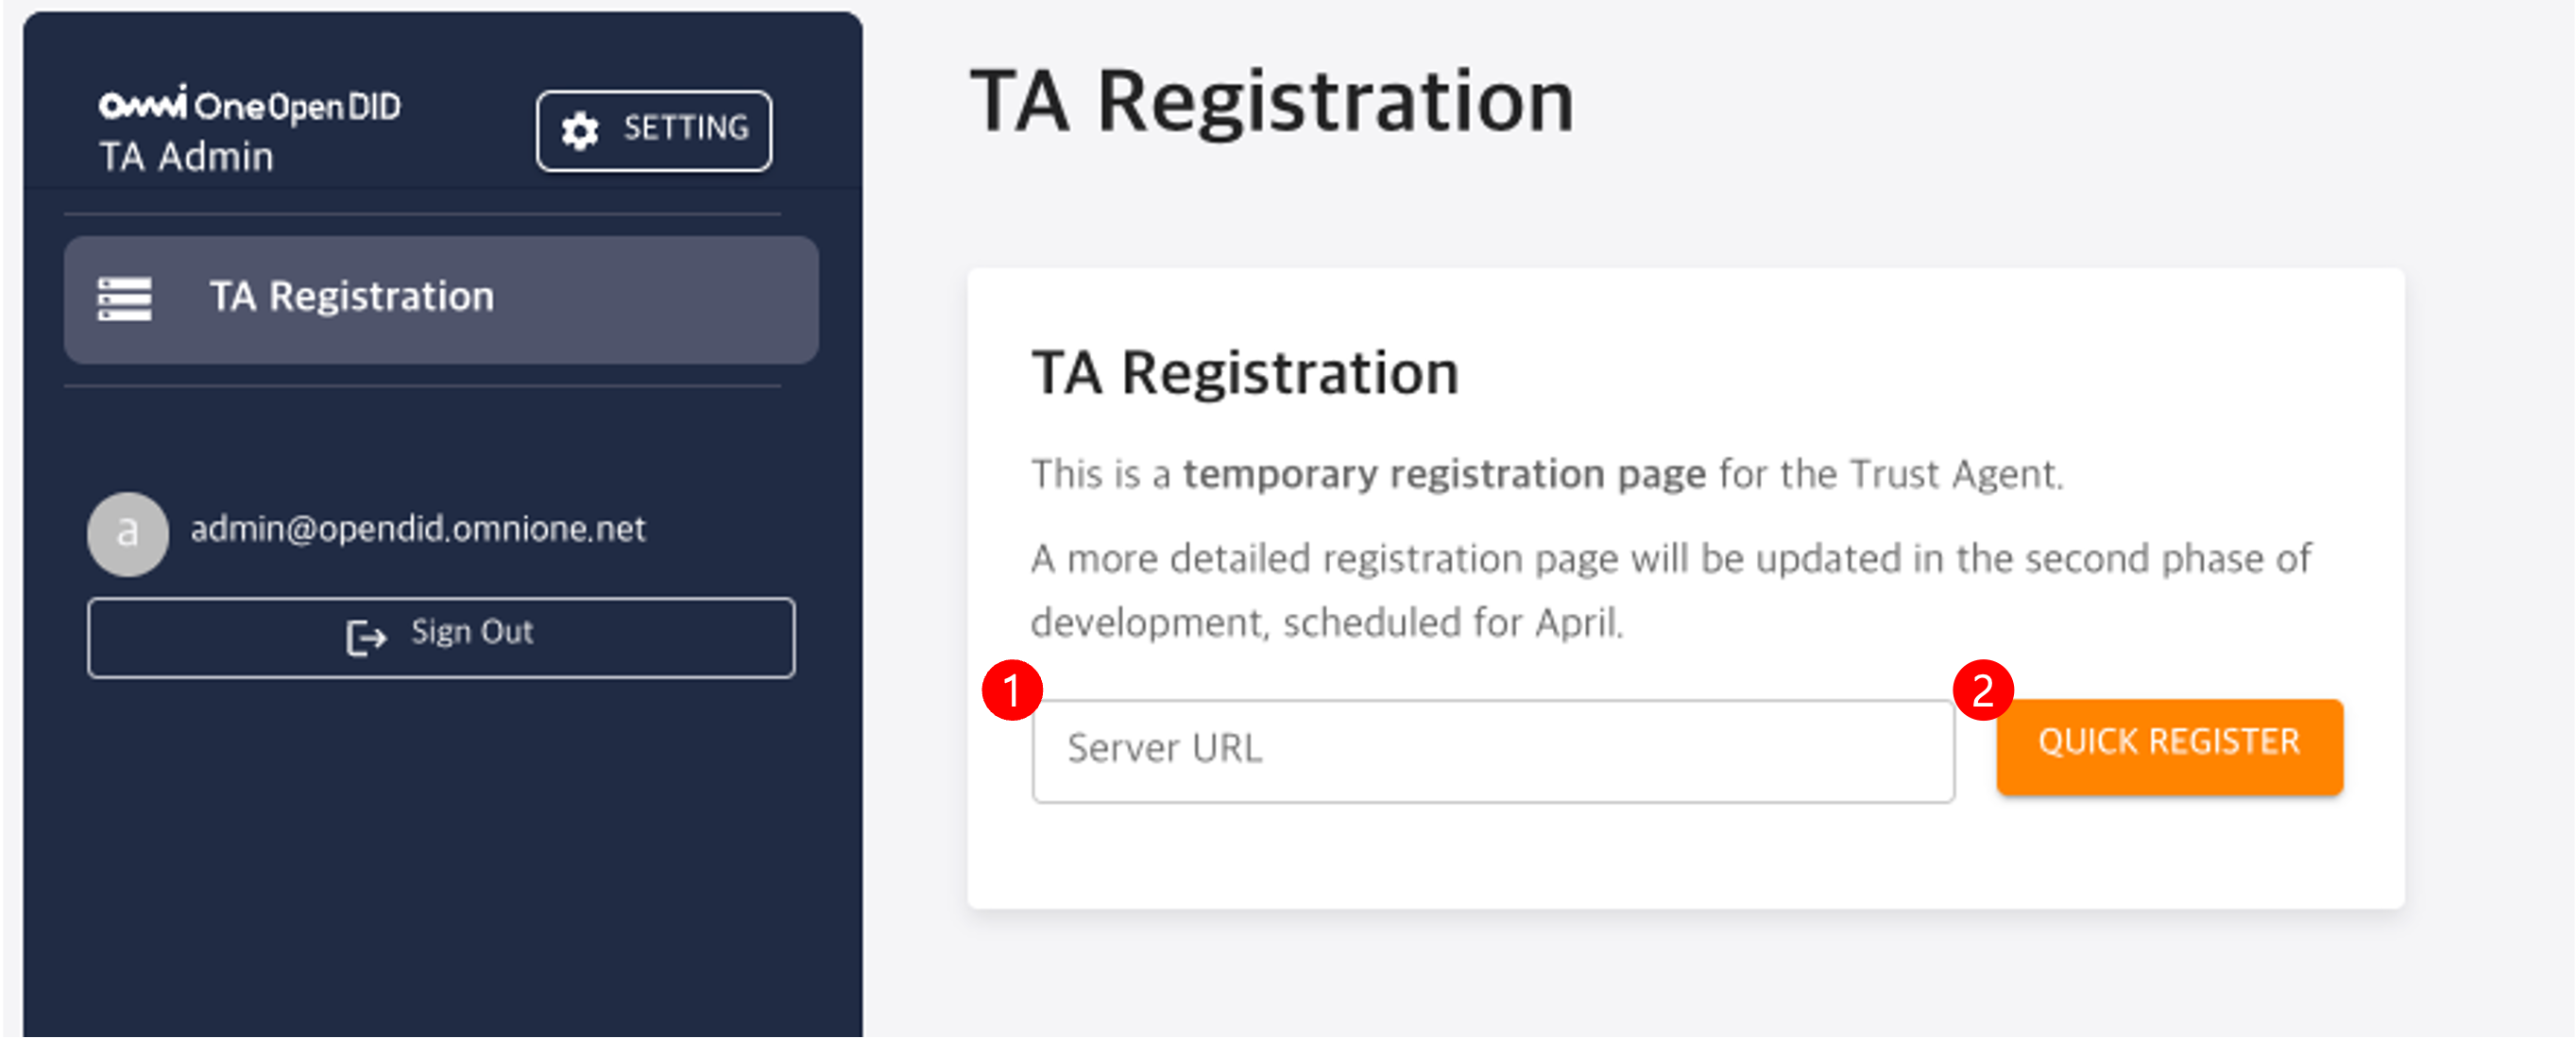 Omni OneOpen DID
TA Admin
SETTING
TA Registration
admin@opendid.omnione.net
a
Sign Out
TA Registration
TA Registration
This is a temporary registration page for the Trust Agent.
A more detailed registration page will be updated in the second phase of
development, scheduled for April.
1
Server URL
2
QUICK REGISTER